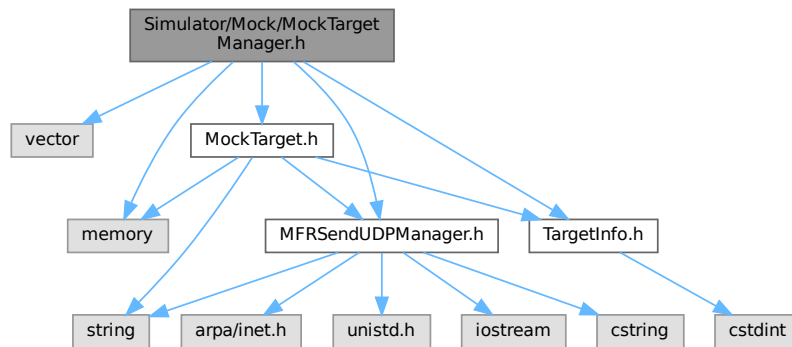 Simulator/Mock/MockTarget
Manager.h
vector
MockTarget.h
memory
MFRSendUDPManager.h
TargetInfo.h
string
arpa/inet.h
unistd.h
iostream
cstring
cstdint